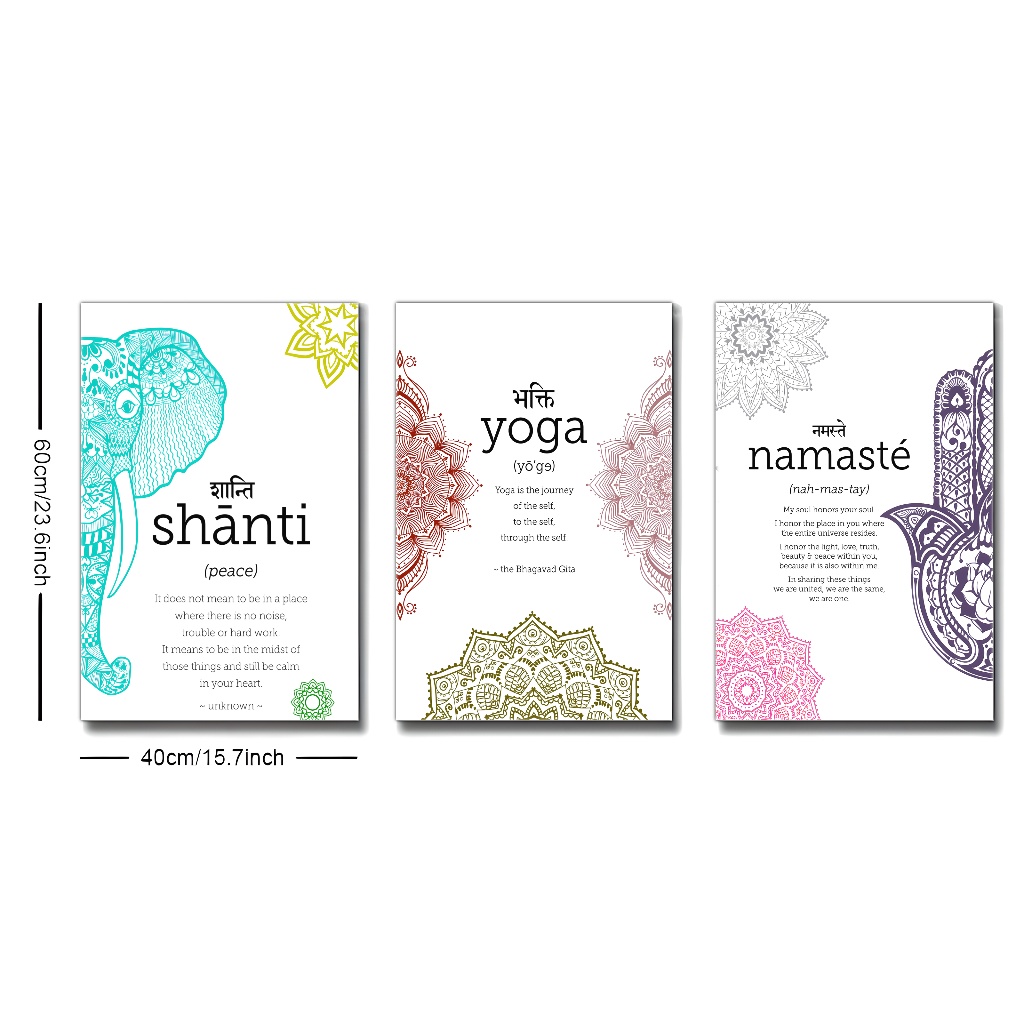 60cm/23.6inch
शान्ति
shānti
(peace)
It does not mean to be in a place
where there is no noise,
trouble or hard work
It means to be in the midst of
those things and still be calm
in your heart.
~ unknown ~
40cm/15.7inch
भक्ति
yoga
(yō'gə)
Yoga is the journey
of the self,
to the self,
through the self
~ the Bhagavad Gita
नमस्ते
namasté
(nah-mas-tay)
My soul honors your soul
I honor the place in you where
the entire universe resides.
I honor the light, love, truth,
beauty & peace within you,
because it is also within me
In sharing these things
we are united, we are the same,
we are one.